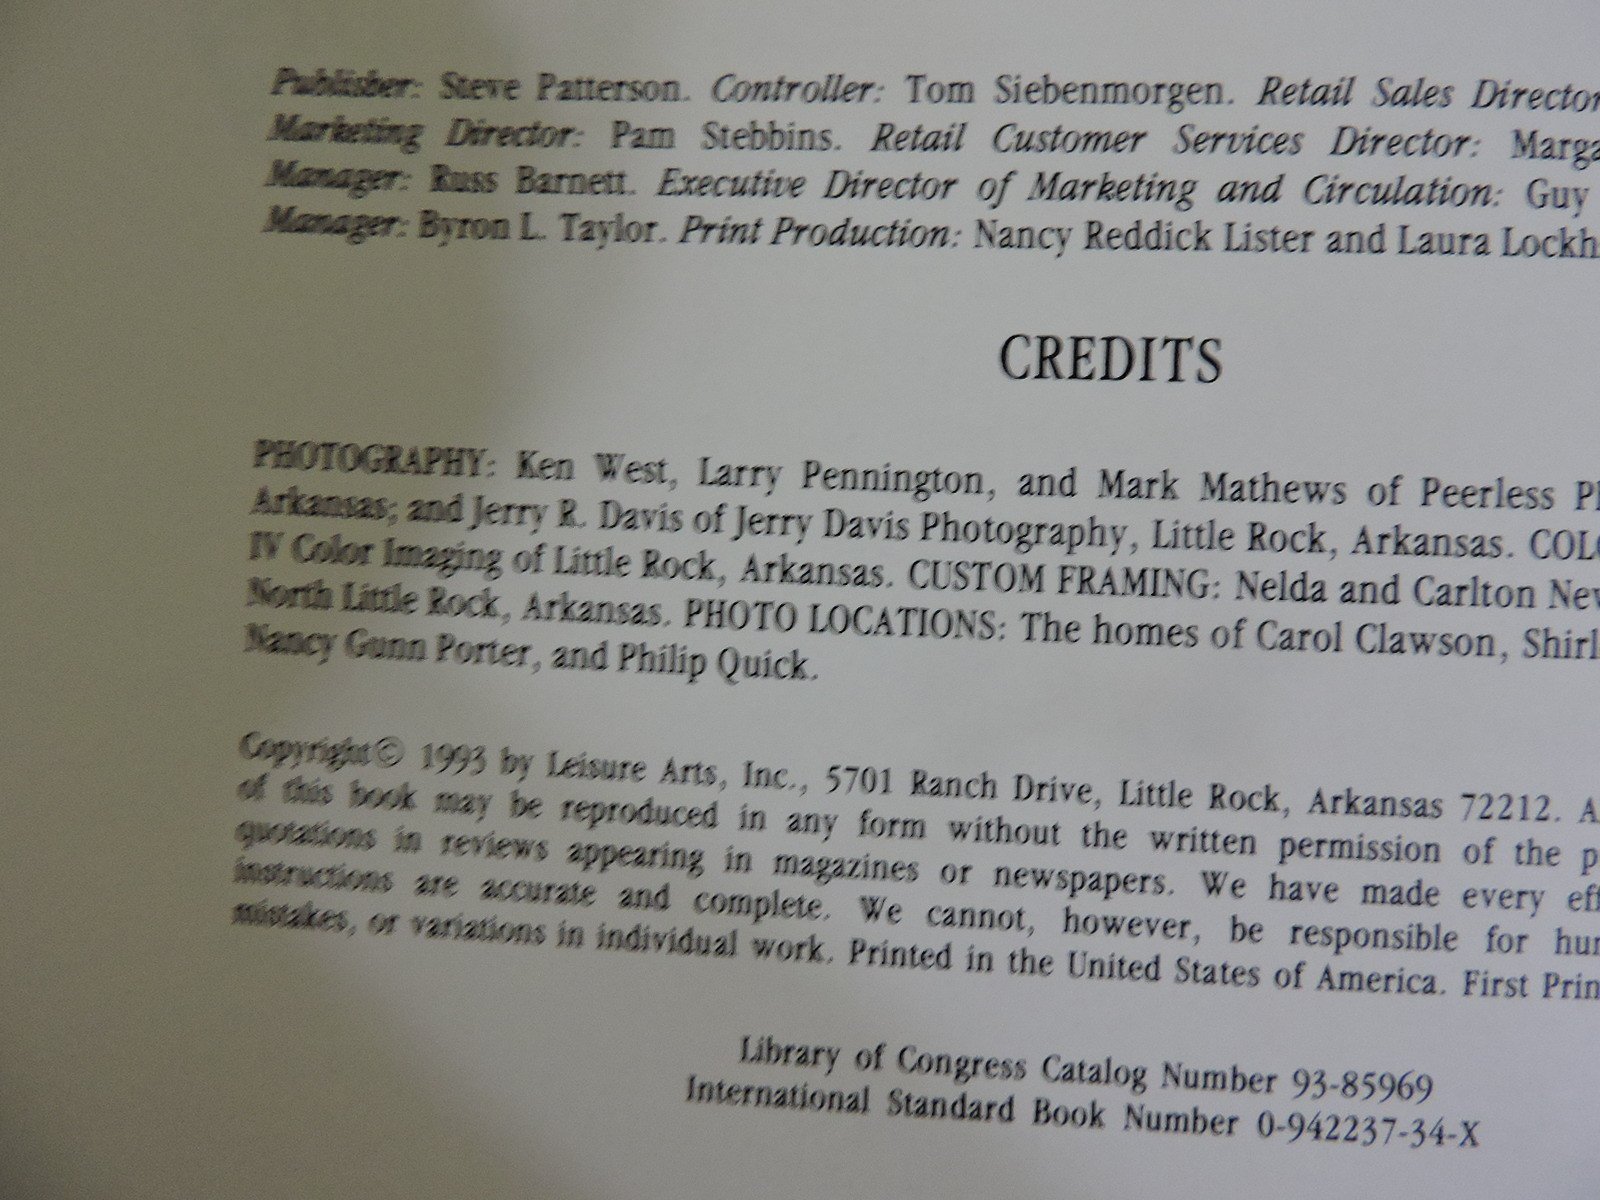 Publisher: Steve Patterson. Controller: Tom Siebenmorgen. Retail Sales Director
Marketing Director: Pam Stebbins. Retail Customer Services Director: Marga
Manager: Russ Barnett. Executive Director of Marketing and Circulation: Guy
Manager: Byron L. Taylor. Print Production: Nancy Reddick Lister and Laura Lockh
CREDITS
PHOTOGRAPHY: Ken West, Larry Pennington, and Mark Mathews of Peerless P
Arkansas; and Jerry R. Davis of Jerry Davis Photography, Little Rock, Arkansas. COLO
IV Color Imaging of Little Rock, Arkansas. CUSTOM FRAMING: Nelda and Carlton Nev
North Little Rock, Arkansas. PHOTO LOCATIONS: The homes of Carol Clawson, Shirl
Nancy Gunn Porter, and Philip Quick.
Copyright© 1993 by Leisure Arts, Inc., 5701 Ranch Drive, Little Rock, Arkansas 72212. A
of this book may be reproduced in any form without the written permission of the p
quotations in reviews appearing in magazines or newspapers. We have made every eff
instructions are accurate and complete. We cannot, however, be responsible for hu
mistakes, or variations in individual work. Printed in the United States of America. First Prin
Library of Congress Catalog Number 93-85969
International Standard Book Number 0-942237-34-X